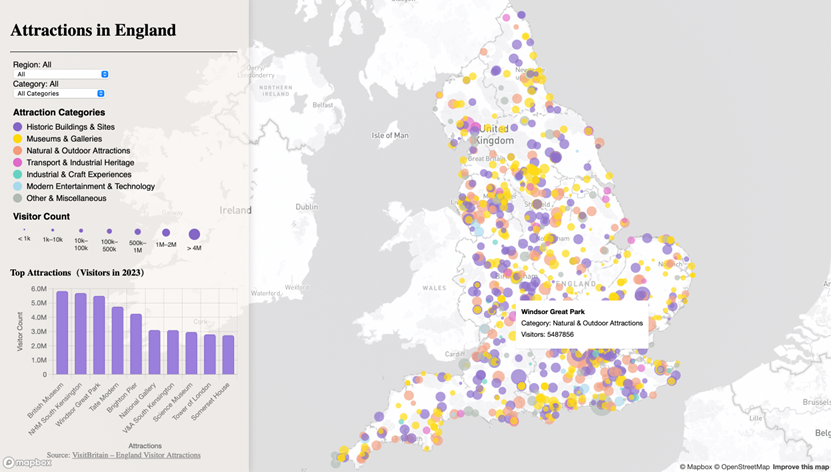 Attractions in England
Region: All
All
Category: All
All Categories
Attraction Categories
Historic Buildings & Sites
Museums & Galleries
Natural & Outdoor Attractions
Transport & Industrial Heritage
Industrial & Craft Experiences
Modern Entertainment & Technology
Other & Miscellaneous
Visitor Count
< 1k
1k–10k
10k–100k
100k–500k
500k–1M
1M–2M
> 4M
Top Attractions (Visitors in 2023)
6.0M
5.0M
4.0M
3.0M
2.0M
1.0M
0
Visitor Count
British Museum
NHM South Kensington
Windsor Great Park
Tate Modern
Brighton Pier
National Gallery
V&A South Kensington
Science Museum
Tower of London
Somerset House
Attractions
Source: VisitBritain – England Visitor Attractions
mapbox
NORTHERN
IRELAND
Belfast
Isle of Man
United
Kingdom
Great Britain
Ireland
Dublin
Waterford
WALES
ENGLAND
Windsor Great Park
Category: Natural & Outdoor Attractions
Visitors: 5487856
Cardiff
Lille
Brussels
Belg
© Mapbox © OpenStreetMap Improve this map